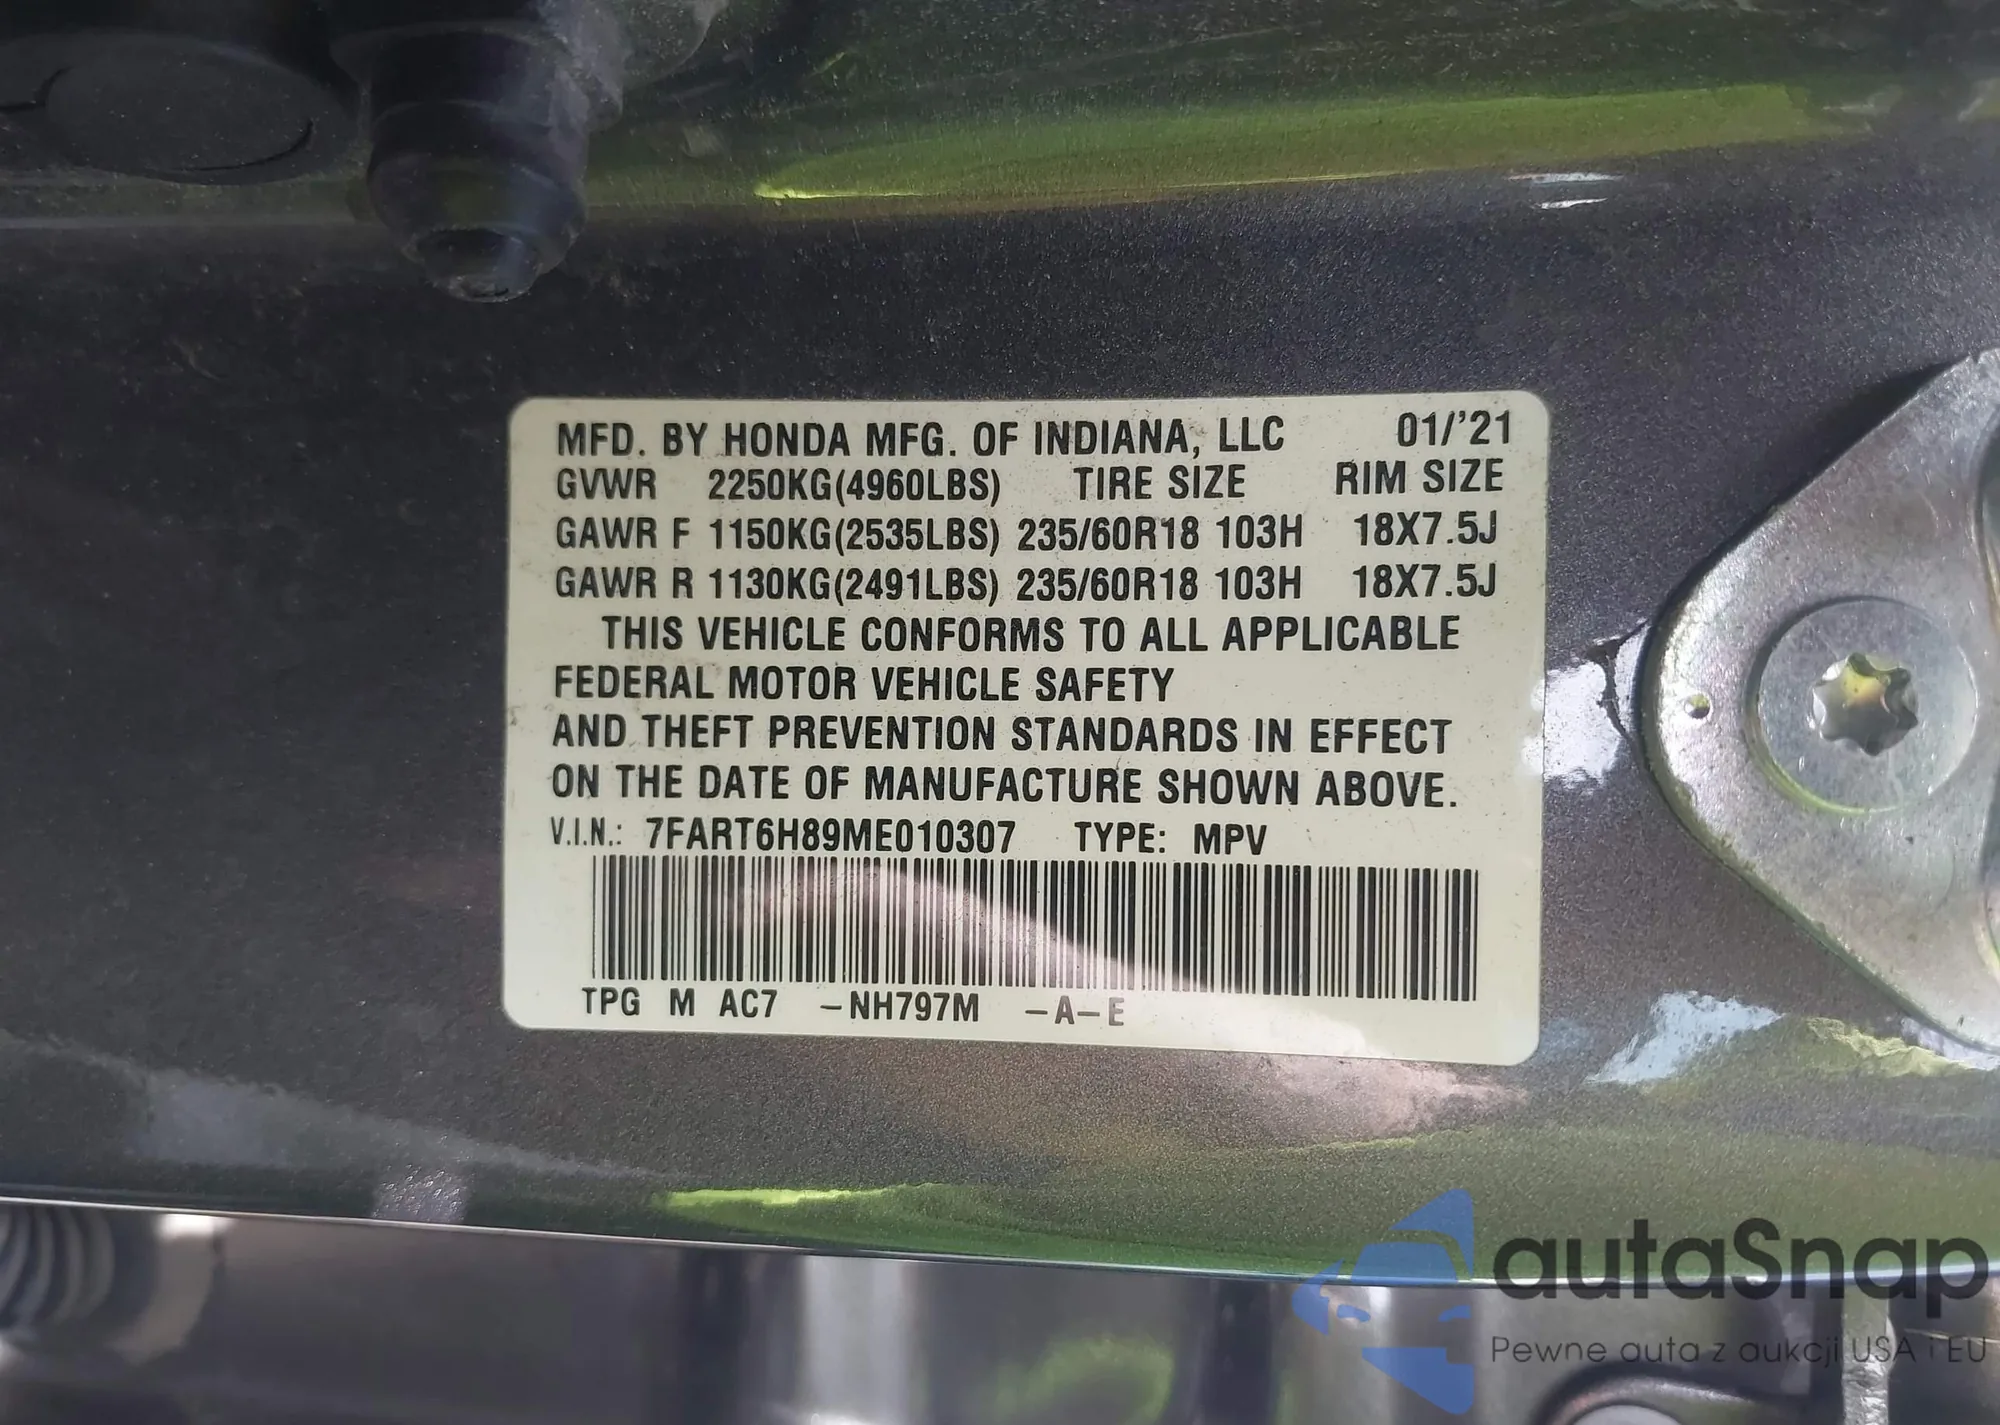 MFD. BY HONDA MFG. OF INDIANA, LLC 01/'21
GVWR 2250KG(4960LBS) TIRE SIZE RIM SIZE
GAWR F 1150KG(2535LBS) 235/60R18 103H 18X7.5J
GAWR R 1130KG(2491LBS) 235/60R18 103H 18X7.5J
THIS VEHICLE CONFORMS TO ALL APPLICABLE
FEDERAL MOTOR VEHICLE SAFETY
AND THEFT PREVENTION STANDARDS IN EFFECT
ON THE DATE OF MANUFACTURE SHOWN ABOVE.
V.I.N.: 7FART6H89ME010307 TYPE: MPV
TPG M AC7 -NH797M -A-E
autaSnap
Pewne auta z aukcji USA i EU